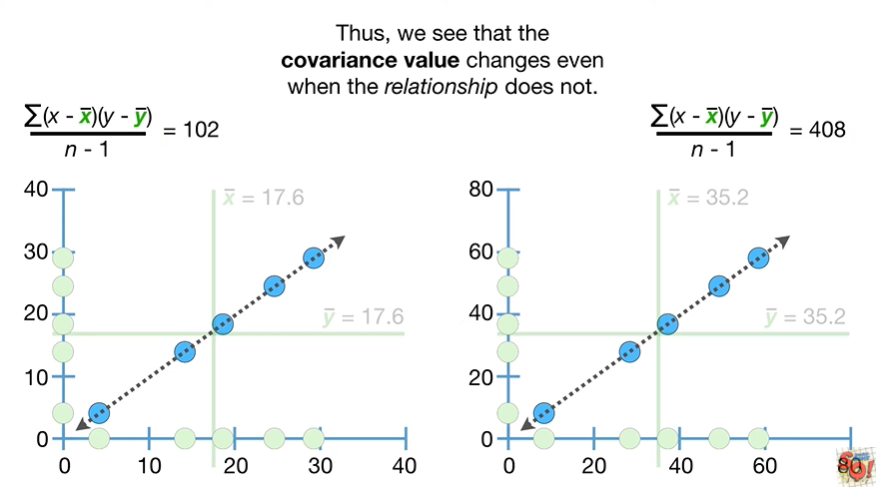 Thus, we see that the
covariance value changes even
when the relationship does not.
∑(x - x̄)(y - ȳ)
n - 1
= 102
∑(x - x̄)(y - ȳ)
n - 1
= 408
40
30
20
10
0
x̄ = 17.6
ȳ = 17.6
0 10 20 30 40
80
60
40
20
0
x̄ = 35.2
ȳ = 35.2
0 20 40 60 80